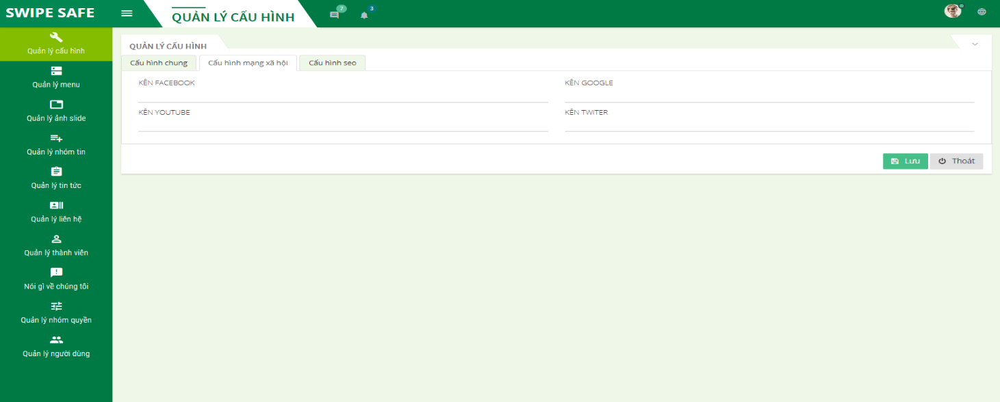 SWIPE SAFE
QUẢN LÝ CẤU HÌNH
7
3
Quản lý cấu hình
Quản lý menu
Quản lý ảnh slide
Quản lý nhóm tin
Quản lý tin tức
Quản lý liên hệ
Quản lý thành viên
Nói gì về chúng tôi
Quản lý nhóm quyền
Quản lý người dùng
QUẢN LÝ CẤU HÌNH
Cấu hình chung
Cấu hình mạng xã hội
Cấu hình seo
KÊN FACEBOOK
KÊN GOOGLE
KÊN YOUTUBE
KÊN TWITER
Lưu
Thoát